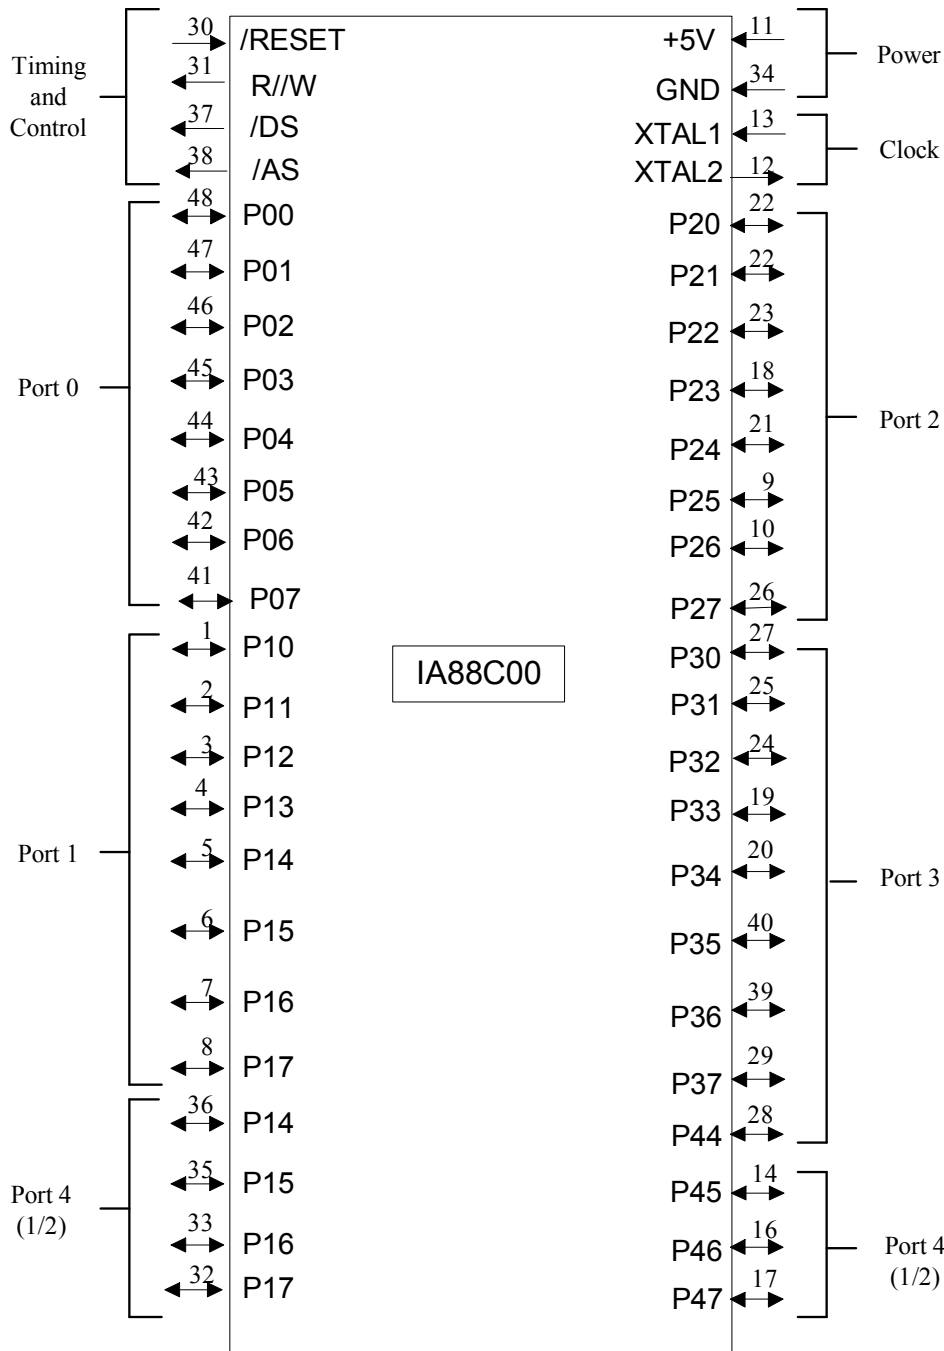 30 /RESET
Timing and Control
31 R//W
37 /DS
38 /AS
48 P00
47 P01
46 P02
45 P03
Port 0
44 P04
43 P05
42 P06
41 P07
1 P10
2 P11
3 P12
4 P13
Port 1
5 P14
6 P15
7 P16
8 P17
36 P14
35 P15
Port 4
(1/2)
33 P16
32 P17
IA88C00
+5V 11
Power
GND 34
XTAL1 13
Clock
XTAL2 12
P20 22
P21 22
P22 23
P23 18
Port 2
P24 21
P25 9
P26 10
P27 26
P30 27
P31 25
P32 24
P33 19
P34 20
Port 3
P35 40
P36 39
P37 29
P44 28
P45 14
P46 16
Port 4
(1/2)
P47 17